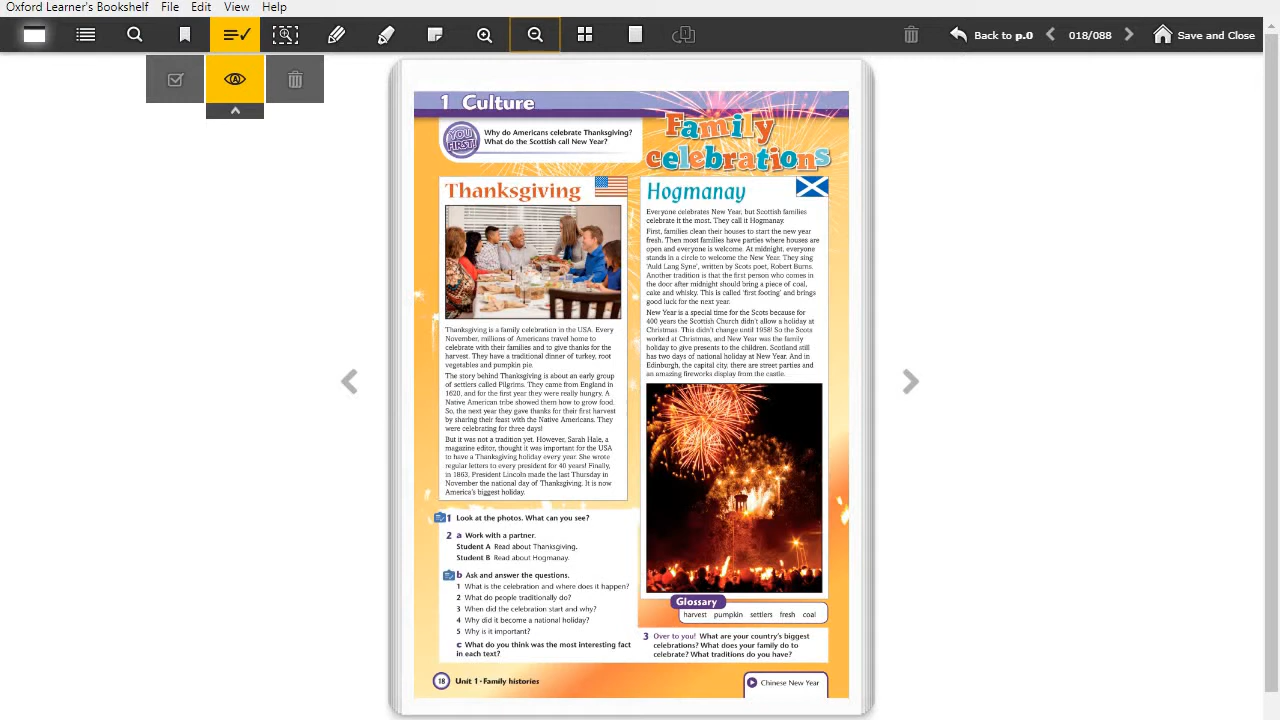 Oxford Learner's Bookshelf File Edit View Help
Back to p.0 018/088 Save and Close
1 Culture
YOU FIRST!
Why do Americans celebrate Thanksgiving?
What do the Scottish call New Year?
Family
celebrations
Thanksgiving
Thanksgiving is a family celebration in the USA. Every
November, millions of Americans travel home to
celebrate with their families and to give thanks for the
harvest. They have a traditional dinner of turkey, root
vegetables and pumpkin pie.
The story behind Thanksgiving is about an early group
of settlers called Pilgrims. They came from England in
1620, and for the first year they were really hungry. A
Native American tribe showed them how to grow food.
So, the next year they gave thanks for their first harvest
by sharing their feast with the Native Americans. They
were celebrating for three days!
But it was not a tradition yet. However, Sarah Hale, a
magazine editor, thought it was important for the USA
to have a Thanksgiving holiday every year. She wrote
regular letters to every president for 40 years! Finally,
in 1863, President Lincoln made the last Thursday in
November the national day of Thanksgiving. It is now
America's biggest holiday.
Hogmanay
Everyone celebrates New Year, but Scottish families
celebrate it the most. They call it Hogmanay.
First, families clean their houses to start the new year
fresh. Then most families have parties where houses are
open and everyone is welcome. At midnight, everyone
stands in a circle to welcome the New Year. They sing
'Auld Lang Syne', written by Scots poet, Robert Burns.
Another tradition is that the first person who comes in
the door after midnight should bring a piece of coal,
cake and whisky. This is called 'first footing' and brings
good luck for the next year.
New Year is a special time for the Scots because for
400 years the Scottish Church didn't allow a holiday at
Christmas. This didn't change until 1958! So the Scots
worked at Christmas, and New Year was the family
holiday to give presents to the children. Scotland still
has two days of national holiday at New Year. And in
Edinburgh, the capital city, there are street parties and
an amazing fireworks display from the castle.
1 Look at the photos. What can you see?
2 a Work with a partner.
Student A Read about Thanksgiving.
Student B Read about Hogmanay.
b Ask and answer the questions.
1 What is the celebration and where does it happen?
2 What do people traditionally do?
3 When did the celebration start and why?
4 Why did it become a national holiday?
5 Why is it important?
c What do you think was the most interesting fact
in each text?
Glossary
harvest pumpkin settlers fresh coal
3 Over to you! What are your country's biggest
celebrations? What does your family do to
celebrate? What traditions do you have?
18 Unit 1 · Family histories
Chinese New Year